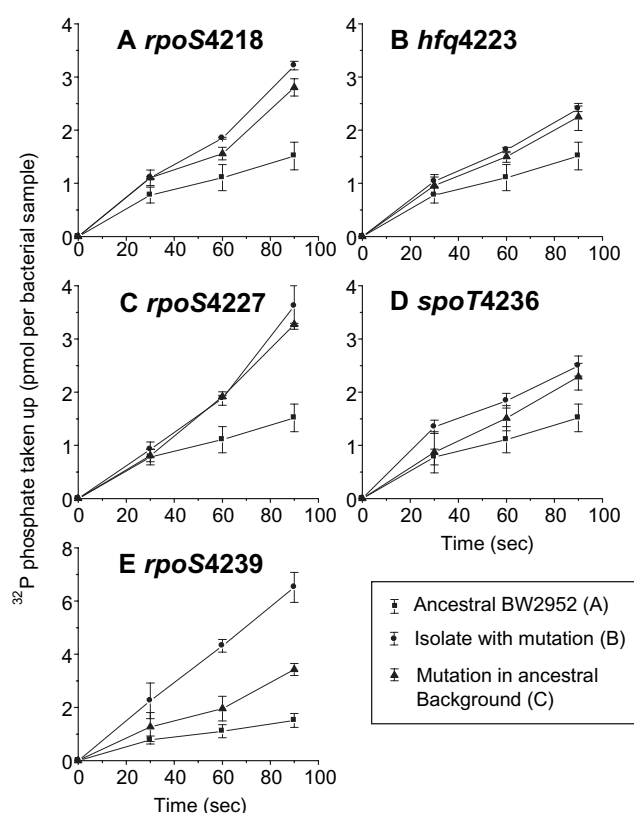 A rpoS4218
B hfq4223
4
3
2
1
0
0 20 40 60 80 100
4
3
2
1
0
0 20 40 60 80 100
C rpoS4227
D spoT4236
4
3
2
1
0
0 20 40 60 80 100
4
3
2
1
0
0 20 40 60 80 100
Time (sec)
E rpoS4239
8
6
4
2
0
0 20 40 60 80 100
Time (sec)
32P phosphate taken up (pmol per bacterial sample)
Ancestral BW2952 (A)
Isolate with mutation (B)
Mutation in ancestral
Background (C)